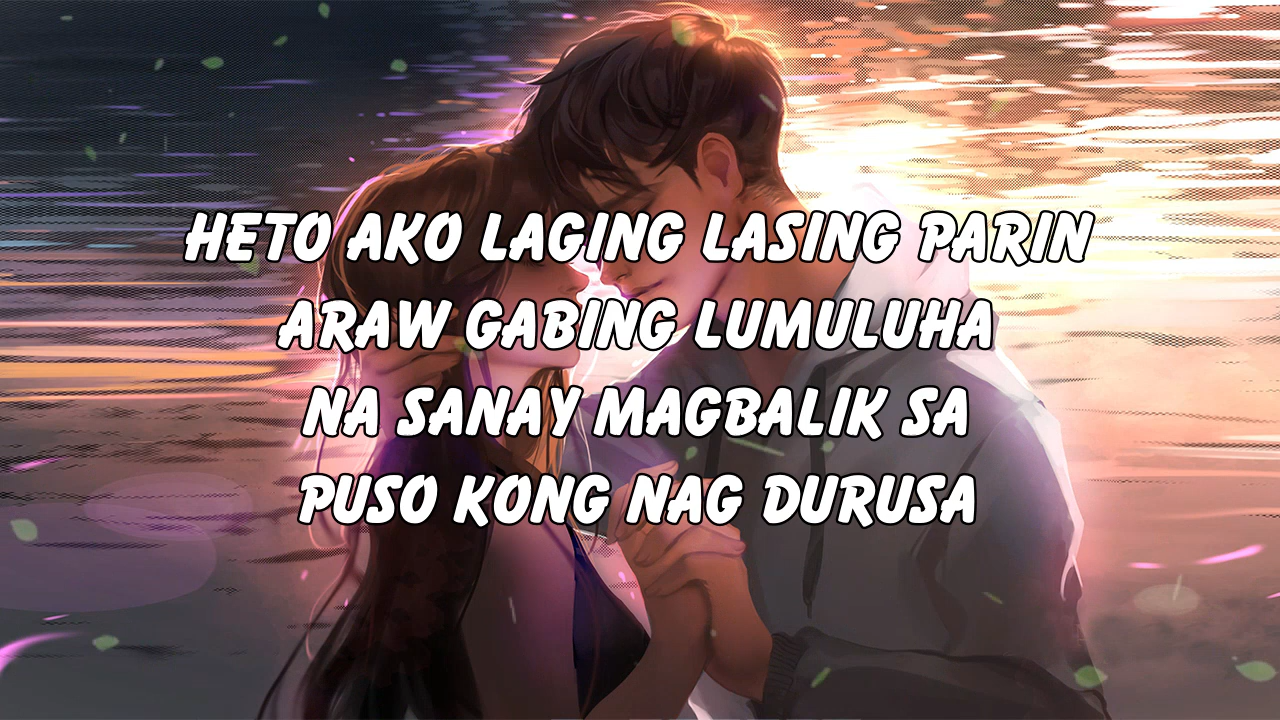 HETO AKO LAGING LASING PARIN
ARAW GABING LUMULUHA
NA SANAY MAGBALIK SA
PUSO KONG NAG DURUSA